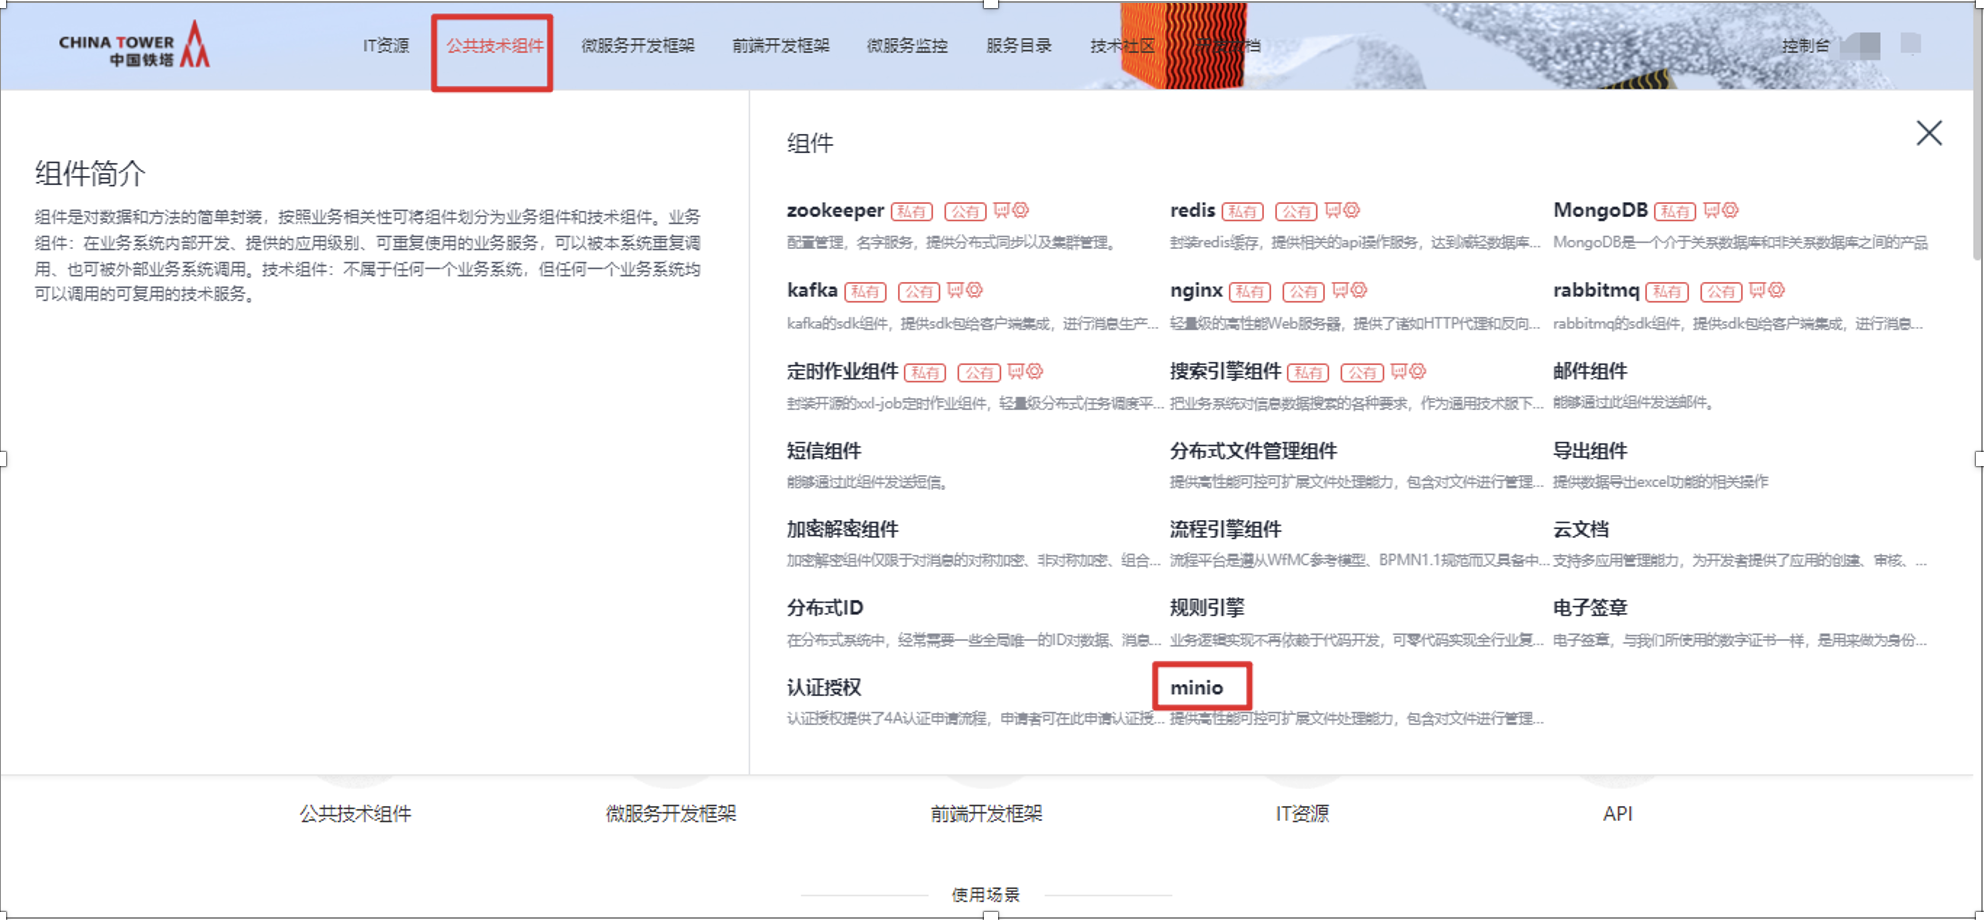 CHINA TOWER
中国铁塔
IT资源
公共技术组件
微服务开发框架
前端开发框架
微服务监控
服务目录
技术社区
控制台
组件简介
组件是对数据和方法的简单封装，按照业务相关性可将组件划分为业务组件和技术组件。业务
组件：在业务系统内部开发、提供的应用级别、可重复使用的业务服务，可以被本系统重复调
用、也可被外部业务系统调用。技术组件：不属于任何一个业务系统，但任何一个业务系统均
可以调用的可复用的技术服务。
组件
zookeeper 私有 公有
配置管理，名字服务，提供分布式同步以及集群管理。
redis 私有 公有
封装redis缓存，提供相关的api操作服务，达到减轻数据库...
MongoDB 私有
MongoDB是一个介于关系数据库和非关系数据库之间的产品
kafka 私有 公有
kafka的sdk组件，提供sdk包给客户端集成，进行消息生产...
nginx 私有 公有
轻量级的高性能Web服务器，提供了诸如HTTP代理和反向...
rabbitmq 私有 公有
rabbitmq的sdk组件，提供sdk包给客户端集成，进行消息...
定时作业组件 私有 公有
封装开源的xxl-job定时作业组件，轻量级分布式任务调度平...
搜索引擎组件 私有 公有
把业务系统对信息数据搜索的各种要求，作为通用技术服下...
邮件组件
能够通过此组件发送邮件。
短信组件
能够通过此组件发送短信。
分布式文件管理组件
提供高性能可控可扩展文件处理能力，包含对文件进行管理...
导出组件
提供数据导出excel功能的相关操作
加密解密组件
加密解密组件仅限于对消息的对称加密、非对称加密、组合...
流程引擎组件
流程平台是遵从WfMC参考模型、BPMN1.1规范而又具备中...
云文档
支持多应用管理能力，为开发者提供了应用的创建、审核、...
分布式ID
在分布式系统中，经常需要一些全局唯一的ID对数据、消息...
规则引擎
业务逻辑实现不再依赖于代码开发，可零代码实现全行业复...
电子签章
电子签章，与我们所使用的数字证书一样，是用来做为身份...
认证授权
认证授权提供了4A认证申请流程，申请者可在此申请认证授...
minio
提供高性能可控可扩展文件处理能力，包含对文件进行管理...
公共技术组件
微服务开发框架
前端开发框架
IT资源
API
使用场景